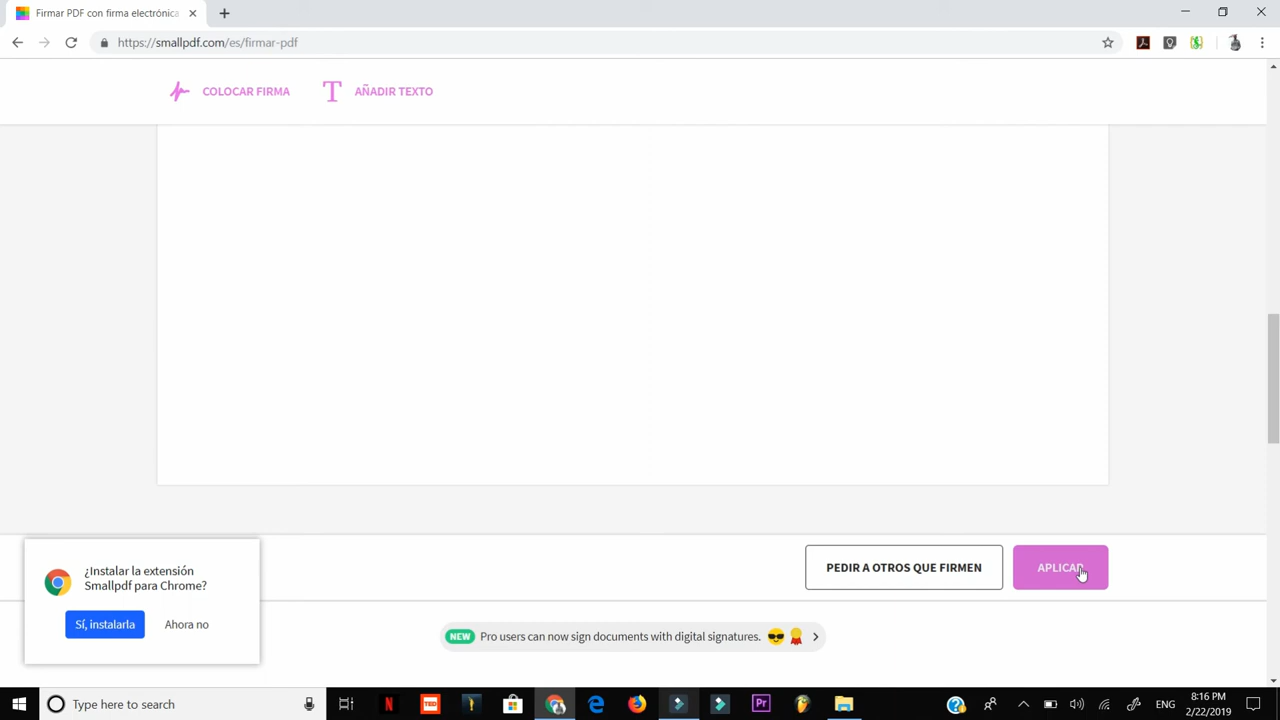 Firmar PDF con firma electrónica
https://smallpdf.com/es/firmar-pdf
COLOCAR FIRMA
AÑADIR TEXTO
PEDIR A OTROS QUE FIRMEN
APLICAR
¿Instalar la extensión
Smallpdf para Chrome?
Sí, instalarla
Ahora no
NEW Pro users can now sign documents with digital signatures.
Type here to search
TED
Pr
ENG
8:16 PM
2/22/2019